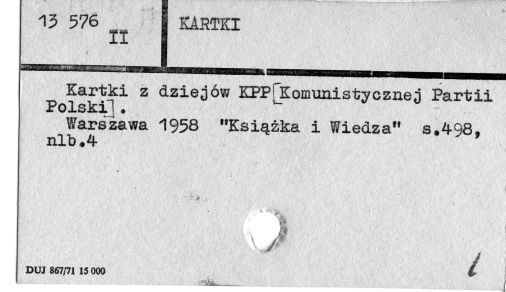 13 576
II
KARTKI
Kartki z dziejów KPP[Komunistycznej Partii
Polski].
Warszawa 1958 "Książka i Wiedza" s.498,
nlb.4
DUJ 867/71 15 000